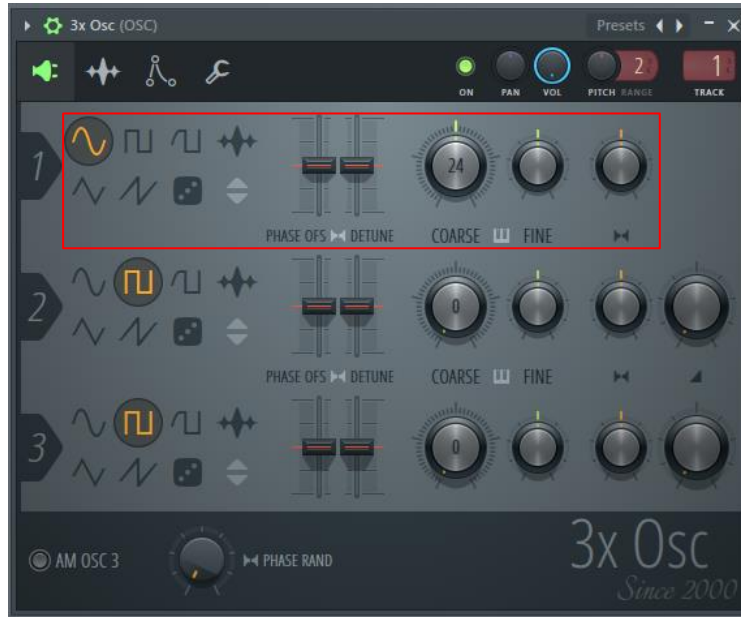 3x Osc (OSC) Presets
ON PAN VOL PITCH RANGE 2 1 TRACK
1 24
PHASE OFS DETUNE COARSE FINE
2 0
PHASE OFS DETUNE COARSE FINE
3 0
AM OSC 3 PHASE RAND 3x Osc
Since 2000